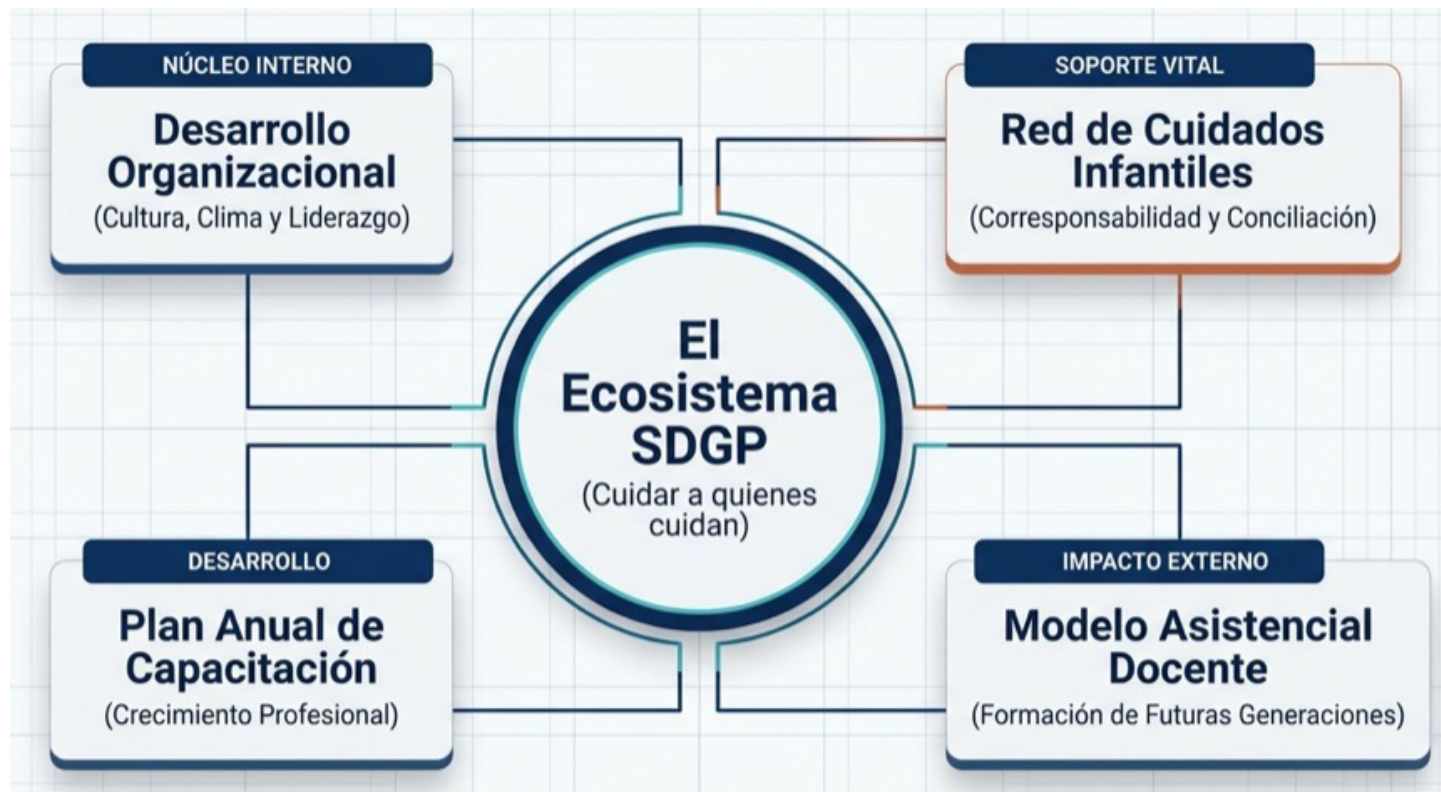 NÚCLEO INTERNO
Desarrollo
Organizacional
(Cultura, Clima y Liderazgo)
SOPORTE VITAL
Red de Cuidados
Infantiles
(Corresponsabilidad y Conciliación)
El
Ecosistema
SDGP
(Cuidar a quienes
cuidan)
DESARROLLO
Plan Anual de
Capacitación
(Crecimiento Profesional)
IMPACTO EXTERNO
Modelo Asistencial
Docente
(Formación de Futuras Generaciones)